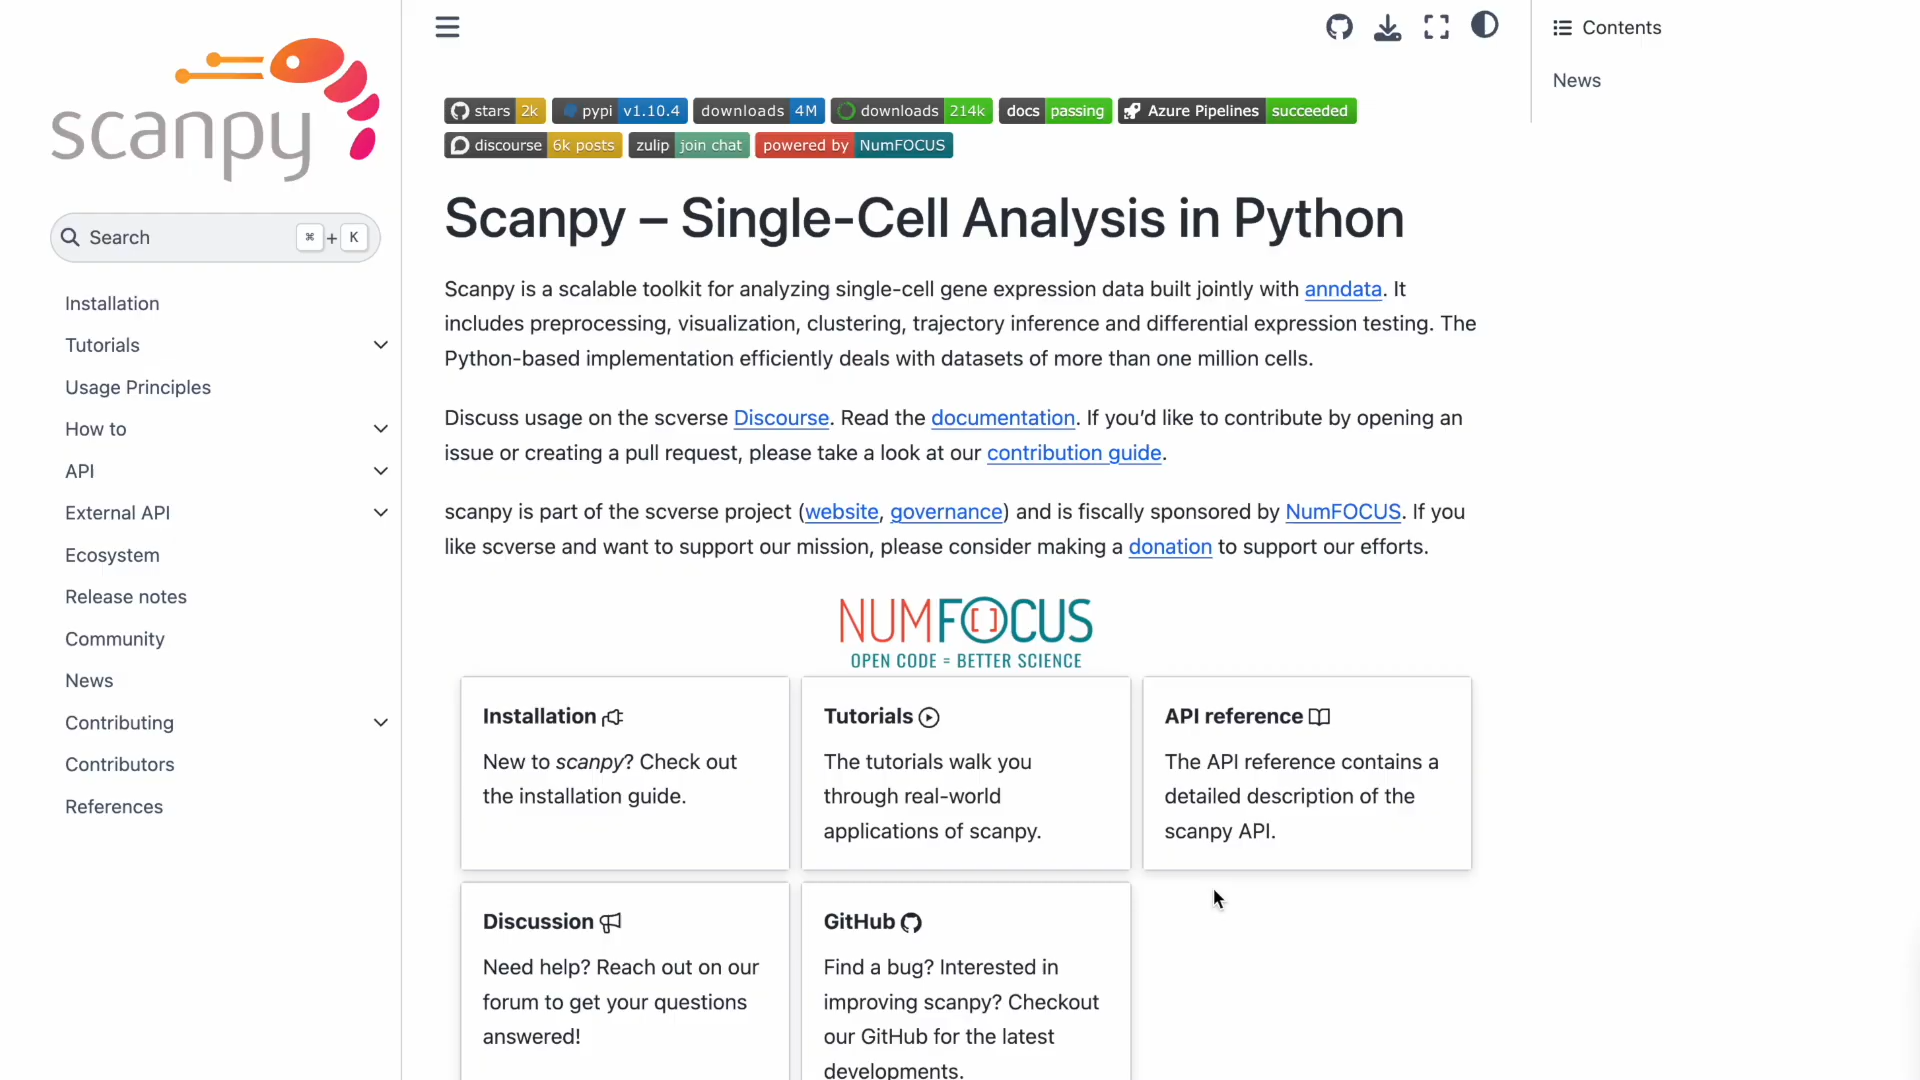 scanpy
Search ⌘ + K
Installation
Tutorials
Usage Principles
How to
API
External API
Ecosystem
Release notes
Community
News
Contributing
Contributors
References
stars 2k pypi v1.10.4 downloads 4M downloads 214k docs passing Azure Pipelines succeeded
discourse 6k posts zulip join chat powered by NumFOCUS
Scanpy – Single-Cell Analysis in Python
Scanpy is a scalable toolkit for analyzing single-cell gene expression data built jointly with anndata. It
includes preprocessing, visualization, clustering, trajectory inference and differential expression testing. The
Python-based implementation efficiently deals with datasets of more than one million cells.
Discuss usage on the scverse Discourse. Read the documentation. If you’d like to contribute by opening an
issue or creating a pull request, please take a look at our contribution guide.
scanpy is part of the scverse project (website, governance) and is fiscally sponsored by NumFOCUS. If you
like scverse and want to support our mission, please consider making a donation to support our efforts.
NUMFOCUS
OPEN CODE = BETTER SCIENCE
Installation
New to scanpy? Check out
the installation guide.
Tutorials
The tutorials walk you
through real-world
applications of scanpy.
API reference
The API reference contains a
detailed description of the
scanpy API.
Discussion
Need help? Reach out on our
forum to get your questions
answered!
GitHub
Find a bug? Interested in
improving scanpy? Checkout
our GitHub for the latest
developments.
Contents
News